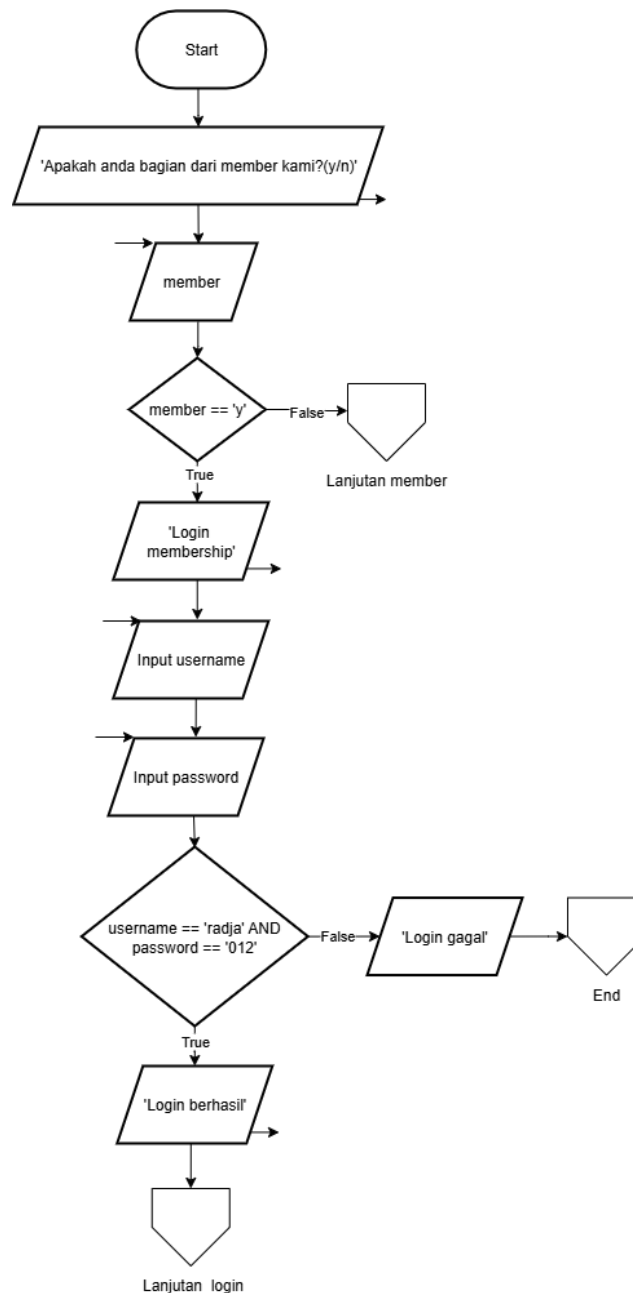 Start
'Apakah anda bagian dari member kami?(y/n)'
member
member == 'y'
False
Lanjutan member
True
'Login
membership'
Input username
Input password
username == 'radja' AND
password == '012'
False
'Login gagal'
End
True
'Login berhasil'
Lanjutan login